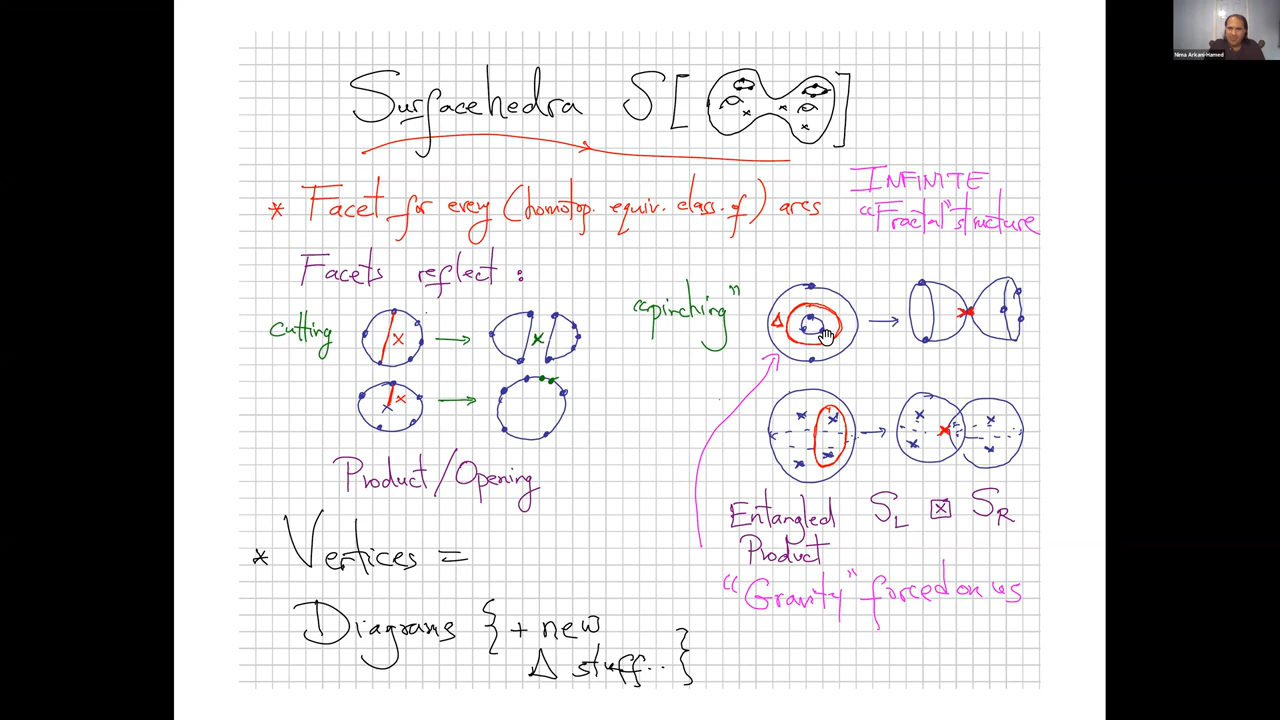 Surfacehedra S[ ]
* Facet for every (homotop. equiv. class. of) arcs
INFINITE
"Fractal" structure
Facets reflect :
cutting
"pinching"
Δ
Product/Opening
Entangled
Product
S_L ⊠ S_R
"Gravity" forced on us
* Vertices =
Diagrams { + new
Δ stuff.. }
Nima Arkani-Hamed